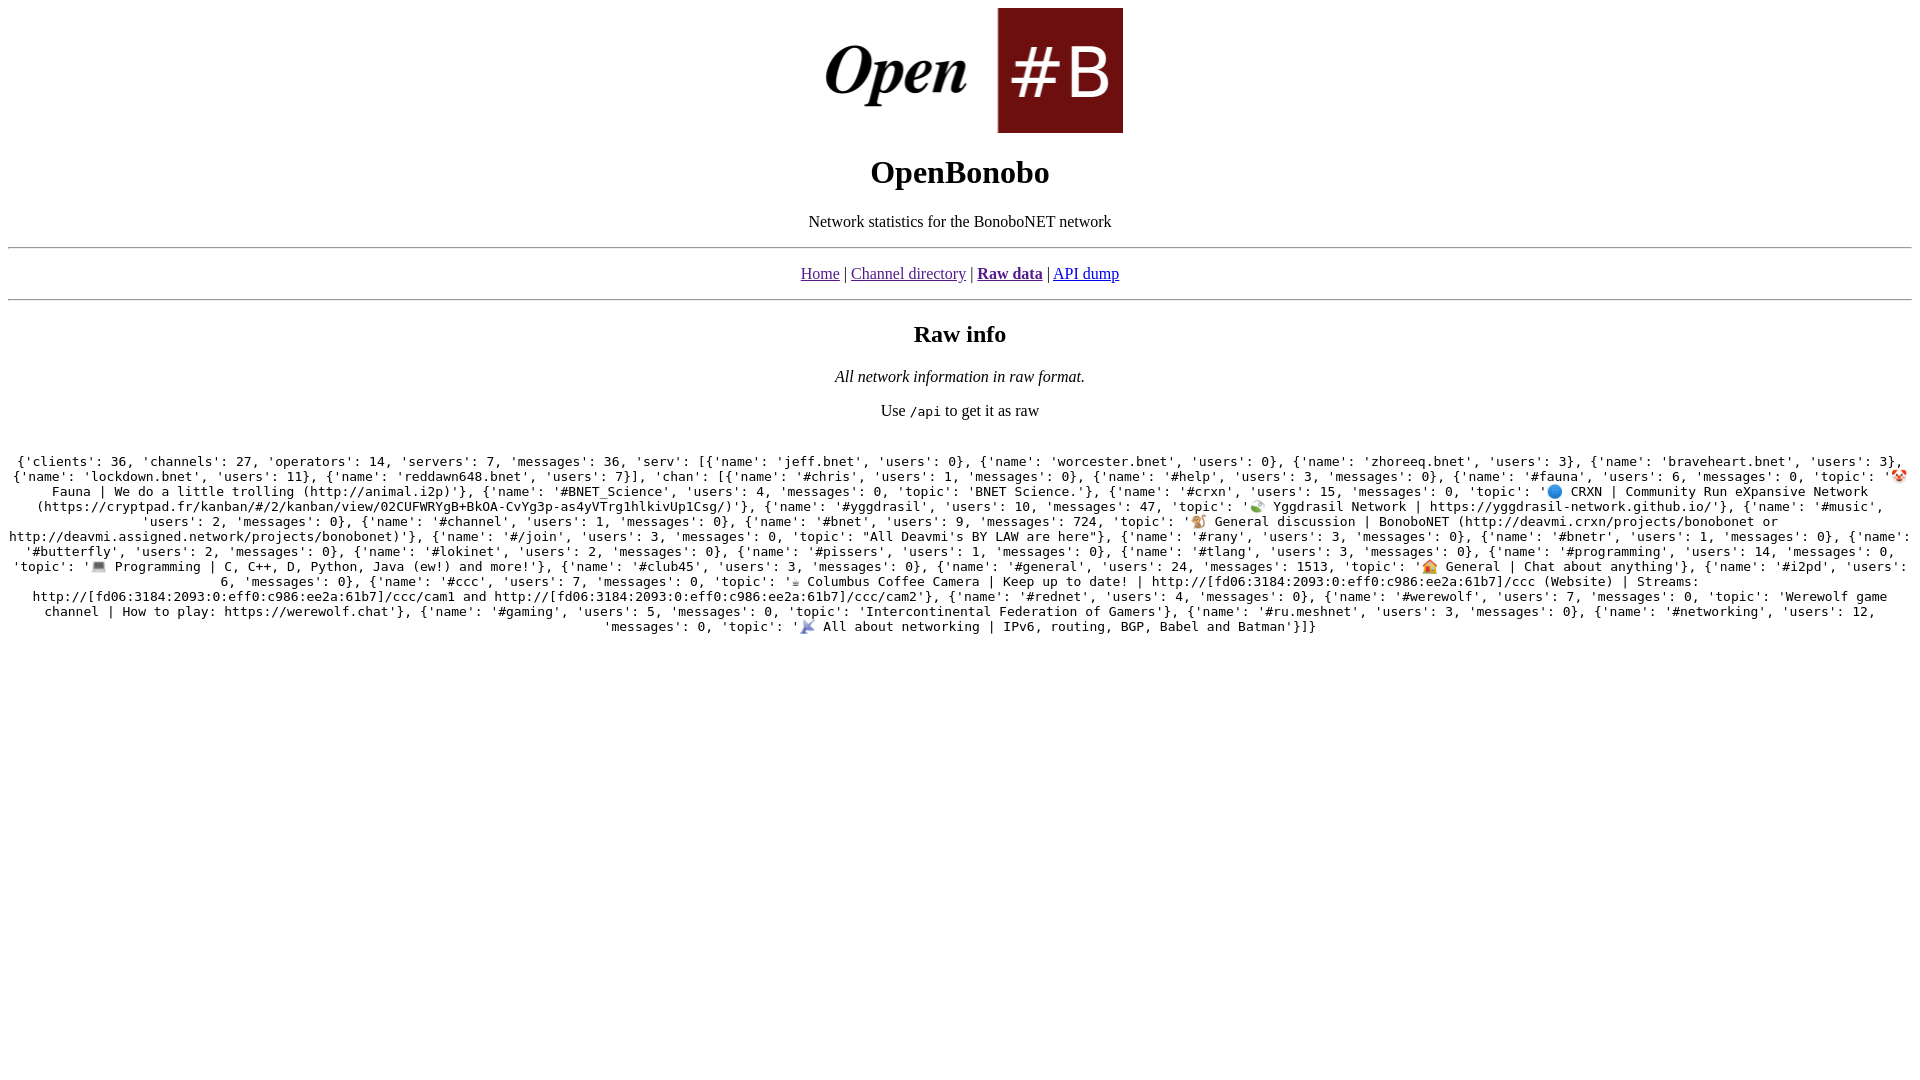 Open #B
OpenBonobo
Network statistics for the BonoboNET network
Home | Channel directory | Raw data | API dump
Raw info
All network information in raw format.
Use /api to get it as raw
{'clients': 36, 'channels': 27, 'operators': 14, 'servers': 7, 'messages': 36, 'serv': [{'name': 'jeff.bnet', 'users': 0}, {'name': 'worcester.bnet', 'users': 0}, {'name': 'zhoreeq.bnet', 'users': 3}, {'name': 'braveheart.bnet', 'users': 3},
{'name': 'lockdown.bnet', 'users': 11}, {'name': 'reddawn648.bnet', 'users': 7}], 'chan': [{'name': '#chris', 'users': 1, 'messages': 0}, {'name': '#help', 'users': 3, 'messages': 0}, {'name': '#fauna', 'users': 6, 'messages': 0, 'topic': '🤡
Fauna | We do a little trolling (http://animal.i2p)'}, {'name': '#BNET_Science', 'users': 4, 'messages': 0, 'topic': 'BNET Science.'}, {'name': '#crxn', 'users': 15, 'messages': 0, 'topic': '🔵 CRXN | Community Run eXpansive Network
(https://cryptpad.fr/kanban/#/2/kanban/view/02CUFWRYgB+BkOA-CvYg3p-as4yVTrg1hlkivUp1Csg/)'}, {'name': '#yggdrasil', 'users': 10, 'messages': 47, 'topic': '🍃 Yggdrasil Network | https://yggdrasil-network.github.io/'}, {'name': '#music',
'users': 2, 'messages': 0}, {'name': '#channel', 'users': 1, 'messages': 0}, {'name': '#bnet', 'users': 9, 'messages': 724, 'topic': '🐒 General discussion | BonoboNET (http://deavmi.crxn/projects/bonobonet or
http://deavmi.assigned.network/projects/bonobonet)'}, {'name': '#/join', 'users': 3, 'messages': 0, 'topic': "All Deavmi's BY LAW are here"}, {'name': '#rany', 'users': 3, 'messages': 0}, {'name': '#bnetr', 'users': 1, 'messages': 0}, {'name':
'#butterfly', 'users': 2, 'messages': 0}, {'name': '#lokinet', 'users': 2, 'messages': 0}, {'name': '#pissers', 'users': 1, 'messages': 0}, {'name': '#tlang', 'users': 3, 'messages': 0}, {'name': '#programming', 'users': 14, 'messages': 0,
'topic': '💻 Programming | C, C++, D, Python, Java (ew!) and more!'}, {'name': '#club45', 'users': 3, 'messages': 0}, {'name': '#general', 'users': 24, 'messages': 1513, 'topic': '🏠 General | Chat about anything'}, {'name': '#i2pd', 'users':
6, 'messages': 0}, {'name': '#ccc', 'users': 7, 'messages': 0, 'topic': '☕ Columbus Coffee Camera | Keep up to date! | http://[fd06:3184:2093:0:eff0:c986:ee2a:61b7]/ccc (Website) | Streams:
http://[fd06:3184:2093:0:eff0:c986:ee2a:61b7]/ccc/cam1 and http://[fd06:3184:2093:0:eff0:c986:ee2a:61b7]/ccc/cam2'}, {'name': '#rednet', 'users': 4, 'messages': 0}, {'name': '#werewolf', 'users': 7, 'messages': 0, 'topic': 'Werewolf game
channel | How to play: https://werewolf.chat'}, {'name': '#gaming', 'users': 5, 'messages': 0, 'topic': 'Intercontinental Federation of Gamers'}, {'name': '#ru.meshnet', 'users': 3, 'messages': 0}, {'name': '#networking', 'users': 12,
'messages': 0, 'topic': '📡 All about networking | IPv6, routing, BGP, Babel and Batman'}]}